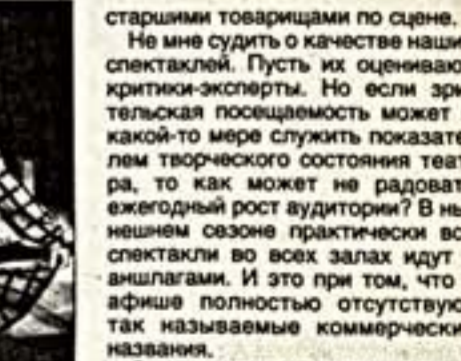 старшими товарищами по сцене.
Не мне судить о качестве наши
спектаклей. Пусть их оцениваю
критики-эксперты. Но если зри
тельская посещаемость может
какой-то мере служить показате
лем творческого состояния теат
ра, то как может не радоват
ежегодный рост аудитории? В ны
нешнем сезоне практически вс
спектакли во всех залах идут
аншлагами. И это при том, что
афише полностью отсутствую
так называемые коммерчески
названия.